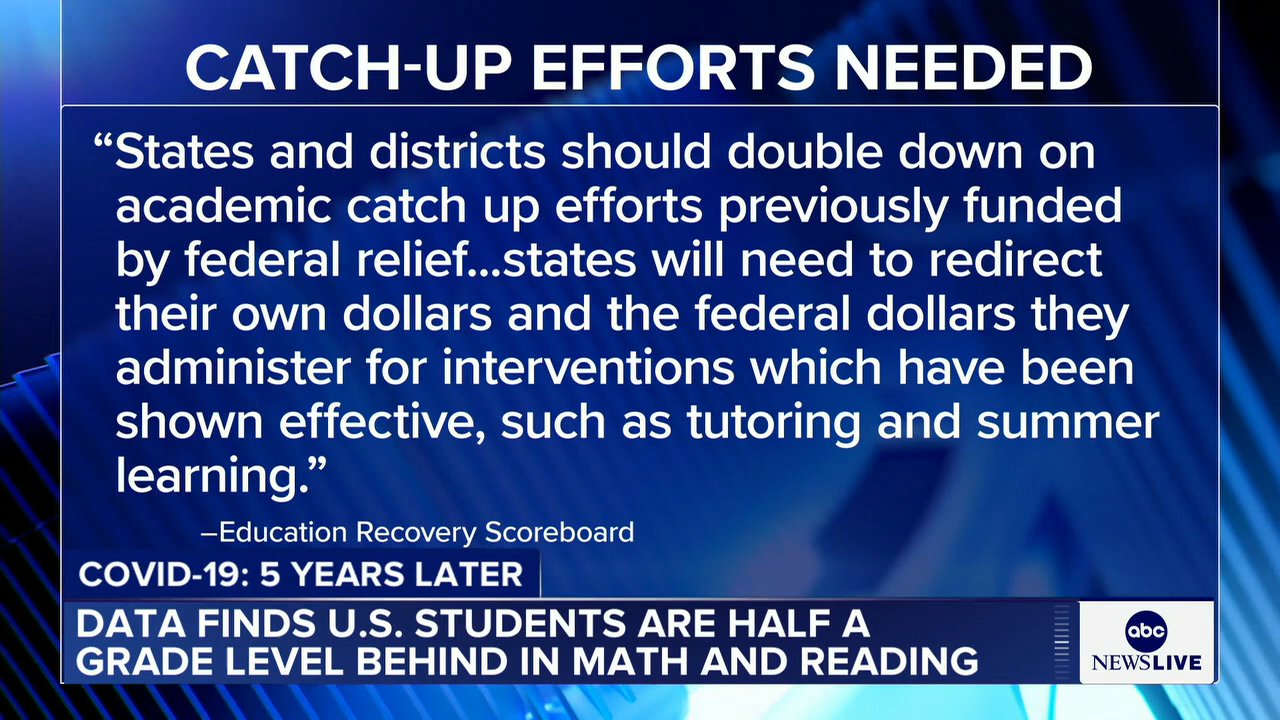 CATCH-UP EFFORTS NEEDED
“States and districts should double down on
academic catch up efforts previously funded
by federal relief...states will need to redirect
their own dollars and the federal dollars they
administer for interventions which have been
shown effective, such as tutoring and summer
learning.”
–Education Recovery Scoreboard
COVID-19: 5 YEARS LATER
DATA FINDS U.S. STUDENTS ARE HALF A
GRADE LEVEL BEHIND IN MATH AND READING
abc
NEWSLIVE